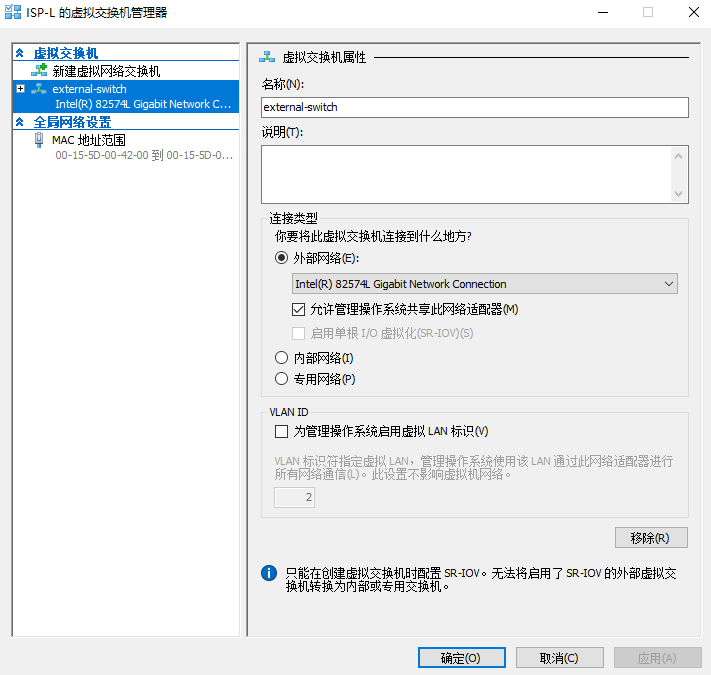 ISP-L 的虚拟交换机管理器
虚拟交换机
新建虚拟网络交换机
external-switch
Intel(R) 82574L Gigabit Network C...
全局网络设置
MAC 地址范围
00-15-5D-00-42-00 到 00-15-5D-0...
虚拟交换机属性
名称(N):
external-switch
说明(T):
连接类型
你要将此虚拟交换机连接到什么地方?
外部网络(E):
Intel(R) 82574L Gigabit Network Connection
允许管理操作系统共享此网络适配器(M)
启用单根 I/O 虚拟化(SR-IOV)(S)
内部网络(I)
专用网络(P)
VLAN ID
为管理操作系统启用虚拟 LAN 标识(V)
VLAN 标识符指定虚拟 LAN，管理操作系统使用该 LAN 通过此网络适配器进行
所有网络通信(L)。此设置不影响虚拟机网络。
2
移除(R)
只能在创建虚拟交换机时配置 SR-IOV。无法将启用了 SR-IOV 的外部虚拟交
换机转换为内部或专用交换机。
确定(O)
取消(C)
应用(A)